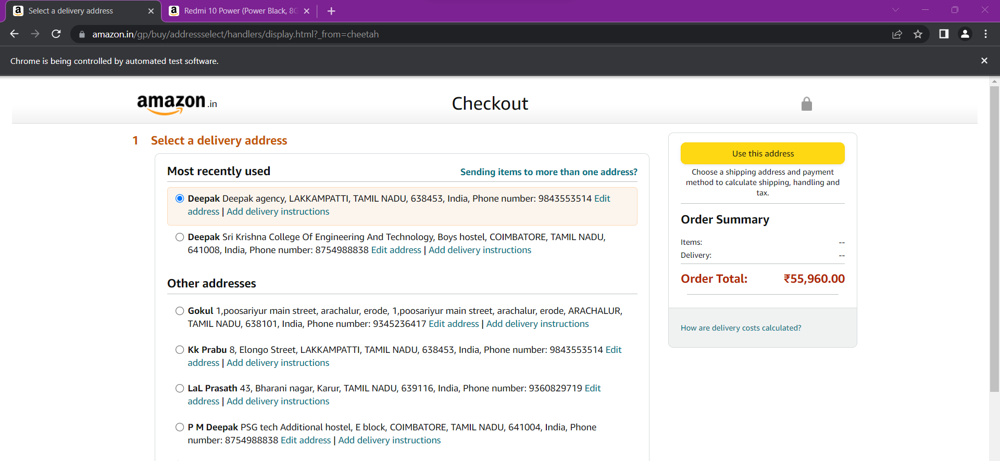 Select a delivery address
Redmi 10 Power (Power Black, 8G
amazon.in/gp/buy/addressselect/handlers/display.html?_from=cheetah
Chrome is being controlled by automated test software.
amazon.in
Checkout
1 Select a delivery address
Most recently used
Sending items to more than one address?
Deepak Deepak agency, LAKKAMPATTI, TAMIL NADU, 638453, India, Phone number: 9843553514 Edit
address | Add delivery instructions
Deepak Sri Krishna College Of Engineering And Technology, Boys hostel, COIMBATORE, TAMIL NADU,
641008, India, Phone number: 8754988838 Edit address | Add delivery instructions
Other addresses
Gokul 1,poosariyur main street, arachalur, erode, 1,poosariyur main street, arachalur, erode, ARACHALUR,
TAMIL NADU, 638101, India, Phone number: 9345236417 Edit address | Add delivery instructions
Kk Prabu 8, Elongo Street, LAKKAMPATTI, TAMIL NADU, 638453, India, Phone number: 9843553514 Edit
address | Add delivery instructions
LaL Prasath 43, Bharani nagar, Karur, TAMIL NADU, 639116, India, Phone number: 9360829719 Edit
address | Add delivery instructions
P M Deepak PSG tech Additional hostel, E block, COIMBATORE, TAMIL NADU, 641004, India, Phone
number: 8754988838 Edit address | Add delivery instructions
Use this address
Choose a shipping address and payment
method to calculate shipping, handling and
tax.
Order Summary
Items: --
Delivery: --
Order Total: ₹55,960.00
How are delivery costs calculated?